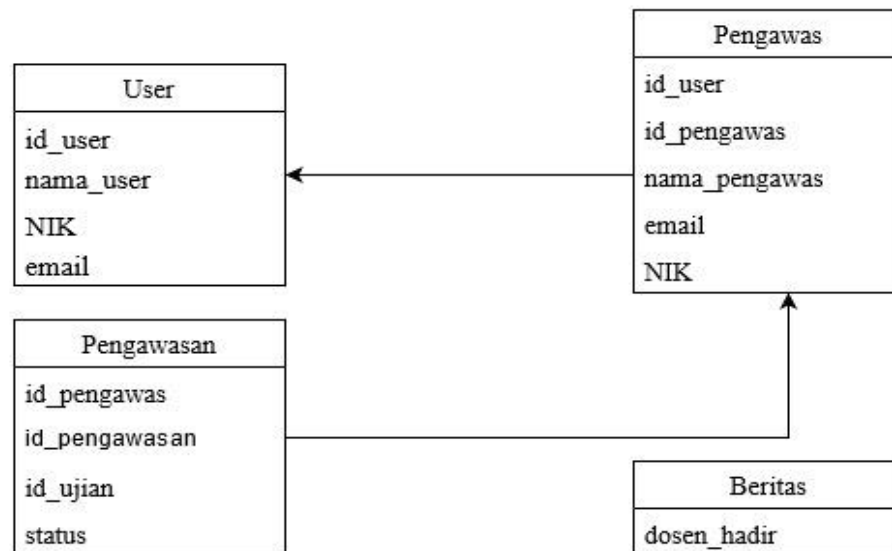 User
id_user
nama_user
NIK
email
Pengawas
id_user
id_pengawas
nama_pengawas
email
NIK
Pengawasan
id_pengawas
id_pengawasan
id_ujian
status
Beritas
dosen_hadir